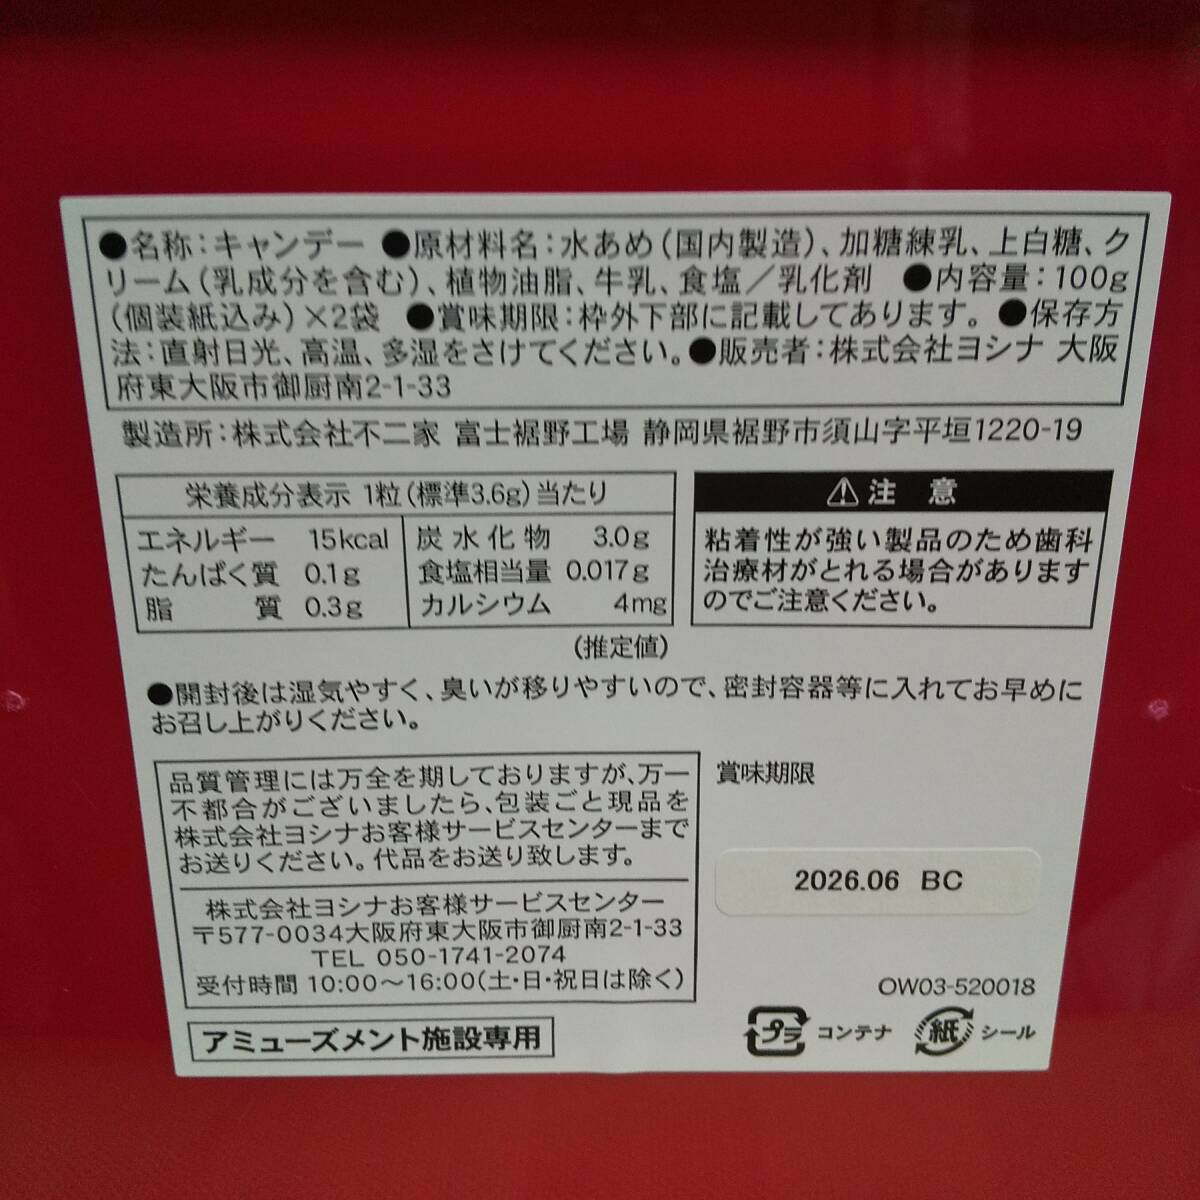 ●名称：キャンデー ●原材料名：水あめ（国内製造）、加糖練乳、上白糖、ク
リーム（乳成分を含む）、植物油脂、牛乳、食塩／乳化剤 ●内容量：100g
（個装紙込み）×2袋 ●賞味期限：枠外下部に記載してあります。●保存方
法：直射日光、高温、多湿をさけてください。●販売者：株式会社ヨシナ 大阪
府東大阪市御厨南2-1-33
製造所：株式会社不二家 富士裾野工場 静岡県裾野市須山字平垣1220-19
栄養成分表示 1粒（標準3.6g）当たり
エネルギー 15kcal 炭水化物 3.0g
たんぱく質 0.1g 食塩相当量 0.017g
脂質 0.3g カルシウム 4mg
（推定値）
⚠注意
粘着性が強い製品のため歯科
治療材がとれる場合があります
のでご注意ください。
●開封後は湿気やすく、臭いが移りやすいので、密封容器等に入れてお早めに
お召し上がりください。
品質管理には万全を期しておりますが、万一
不都合がございましたら、包装ごと現品を
株式会社ヨシナお客様サービスセンターまで
お送りください。代品をお送り致します。
株式会社ヨシナお客様サービスセンター
〒577-0034大阪府東大阪市御厨南2-1-33
TEL 050-1741-2074
受付時間 10:00～16:00（土・日・祝日は除く）
アミューズメント施設専用
賞味期限
2026.06 BC
OW03-520018
プラ コンテナ 紙 シール